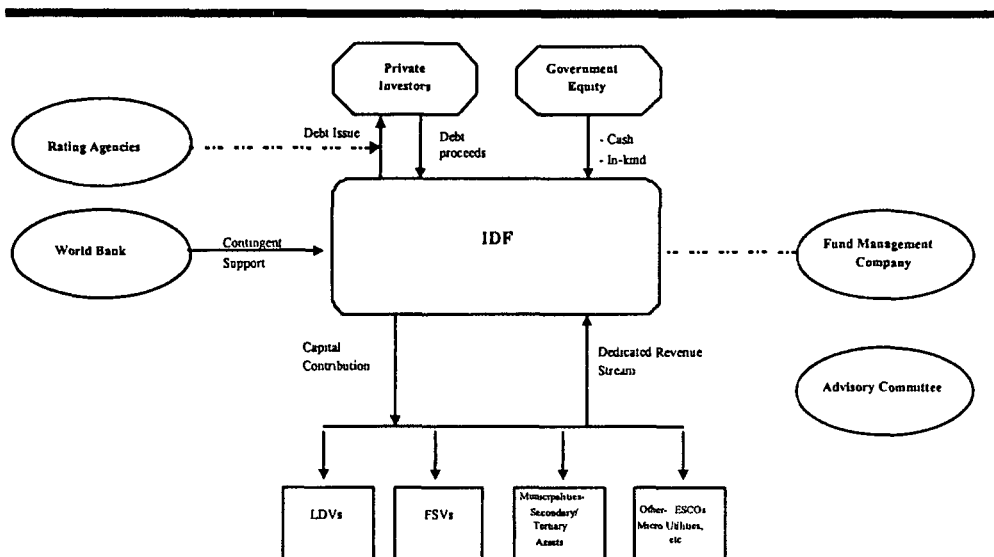 Private
Investors
Government
Equity
Rating Agencies
Debt Issue
Debt
proceeds
- Cash
- In-kind
World Bank
Contingent
Support
IDF
Fund Management
Company
Capital
Contribution
Dedicated Revenue
Stream
Advisory Committee
LDVs
FSVs
Municipalities-
Secondary/
Tertiary
Assets
Other- ESCOs
Micro Utilities,
etc